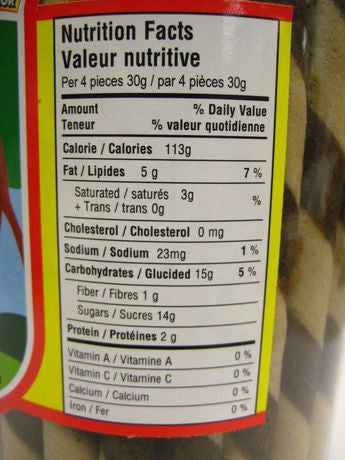 Nutrition Facts
Valeur nutritive
Per 4 pieces 30g / par 4 pièces 30g
Amount % Daily Value
Teneur % valeur quotidienne
Calorie / Calories 113g
Fat / Lipides 5 g 7 %
Saturated / saturés 3g %
+ Trans / trans 0g
Cholesterol / Cholesterol 0 mg
Sodium / Sodium 23mg 1 %
Carbohydrates / Glucided 15g 5 %
Fiber / Fibres 1 g
Sugars / Sucres 14g
Protein / Protéines 2 g
Vitamin A / Vitamine A 0 %
Vitamin C / Vitamine C 0 %
Calcium / Calcium 0 %
Iron / Fer 0 %